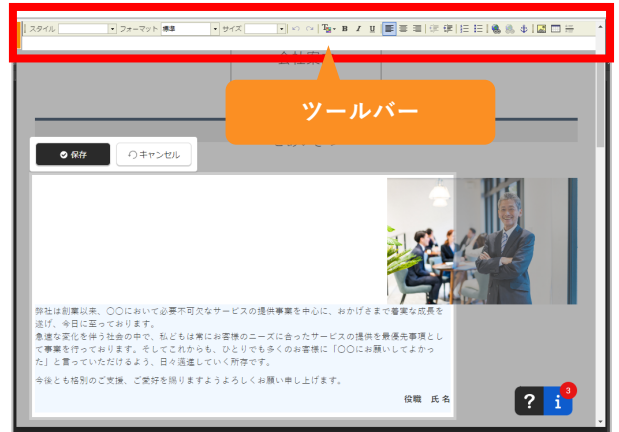 スタイル フォーマット 標準 サイズ B I U
会社案
ツールバー
保存 キャンセル
弊社は創業以来、〇〇において必要不可欠なサービスの提供事業を中心に、おかげさまで着実な成長を
遂げ、今日に至っております。
急速な変化を伴う社会の中で、私どもは常にお客様のニーズに合ったサービスの提供を最優先事項とし
て事業を行っております。そしてこれからも、ひとりでも多くのお客様に「〇〇にお願いしてよかっ
た」と言っていただけるよう、日々邁進していく所存です。
今後とも格別のご支援、ご愛好を賜りますようよろしくお願い申し上げます。
役職 氏名
? i 3